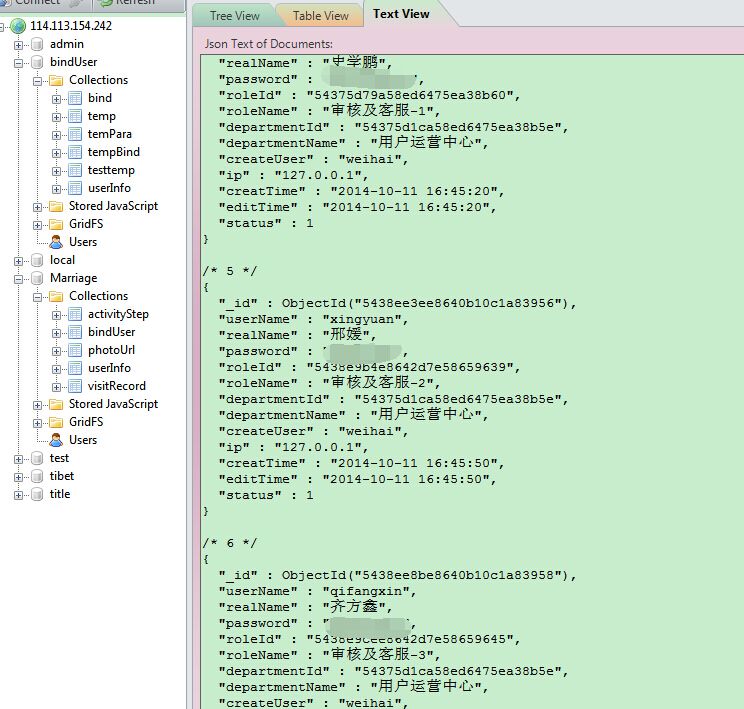 Connect
Refresh
114.113.154.242
admin
bindUser
Collections
bind
temp
temPara
tempBind
testtemp
userInfo
Stored JavaScript
GridFS
Users
local
Marriage
Collections
activityStep
bindUser
photoUrl
userInfo
visitRecord
Stored JavaScript
GridFS
Users
test
tibet
title
Tree View
Table View
Text View
Json Text of Documents:
"realName" : "史学鹏",
"password" : ",
"roleId" : "54375d79a58ed6475ea38b60",
"roleName" : "审核及客服-1",
"departmentId" : "54375d1ca58ed6475ea38b5e",
"departmentName" : "用户运营中心",
"createUser" : "weihai",
"ip" : "127.0.0.1",
"creatTime" : "2014-10-11 16:45:20",
"editTime" : "2014-10-11 16:45:20",
"status" : 1
}
/* 5 */
{
"_id" : ObjectId("5438ee3ee8640b10c1a83956"),
"userName" : "xingyuan",
"realName" : "邢媛",
"password" : ,
"roleId" : "5438e9b4e8642d7e58659639",
"roleName" : "审核及客服-2",
"departmentId" : "54375d1ca58ed6475ea38b5e",
"departmentName" : "用户运营中心",
"createUser" : "weihai",
"ip" : "127.0.0.1",
"creatTime" : "2014-10-11 16:45:50",
"editTime" : "2014-10-11 16:45:50",
"status" : 1
}
/* 6 */
{
"_id" : ObjectId("5438ee8be8640b10c1a83958"),
"userName" : "qifangxin",
"realName" : "齐方鑫",
"password" : ,
"roleId" : "5438e9cee8642d7e58659645",
"roleName" : "审核及客服-3",
"departmentId" : "54375d1ca58ed6475ea38b5e",
"departmentName" : "用户运营中心",
"createUser" : "weihai",